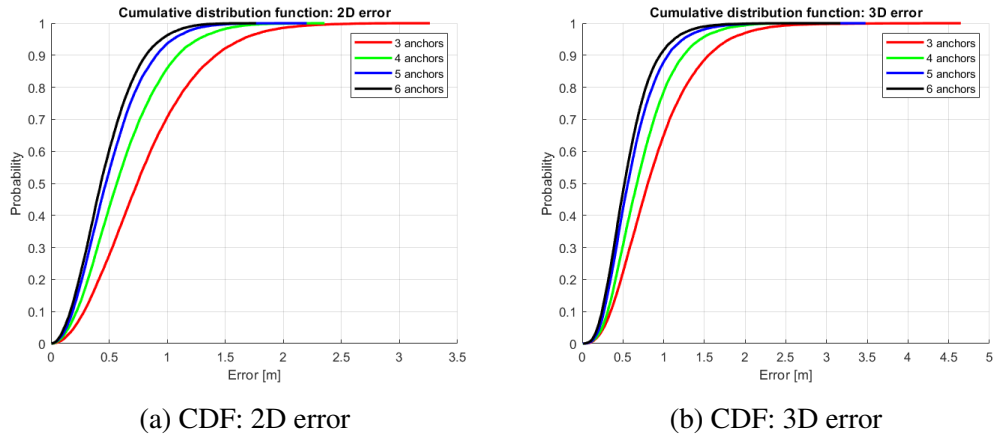 Cumulative distribution function: 2D error
1
0.9
0.8
0.7
0.6
0.5
0.4
0.3
0.2
0.1
0
Probability
3 anchors
4 anchors
5 anchors
6 anchors
0 0.5 1 1.5 2 2.5 3 3.5
Error [m]
(a) CDF: 2D error
Cumulative distribution function: 3D error
1
0.9
0.8
0.7
0.6
0.5
0.4
0.3
0.2
0.1
0
Probability
3 anchors
4 anchors
5 anchors
6 anchors
0 0.5 1 1.5 2 2.5 3 3.5 4 4.5 5
Error [m]
(b) CDF: 3D error